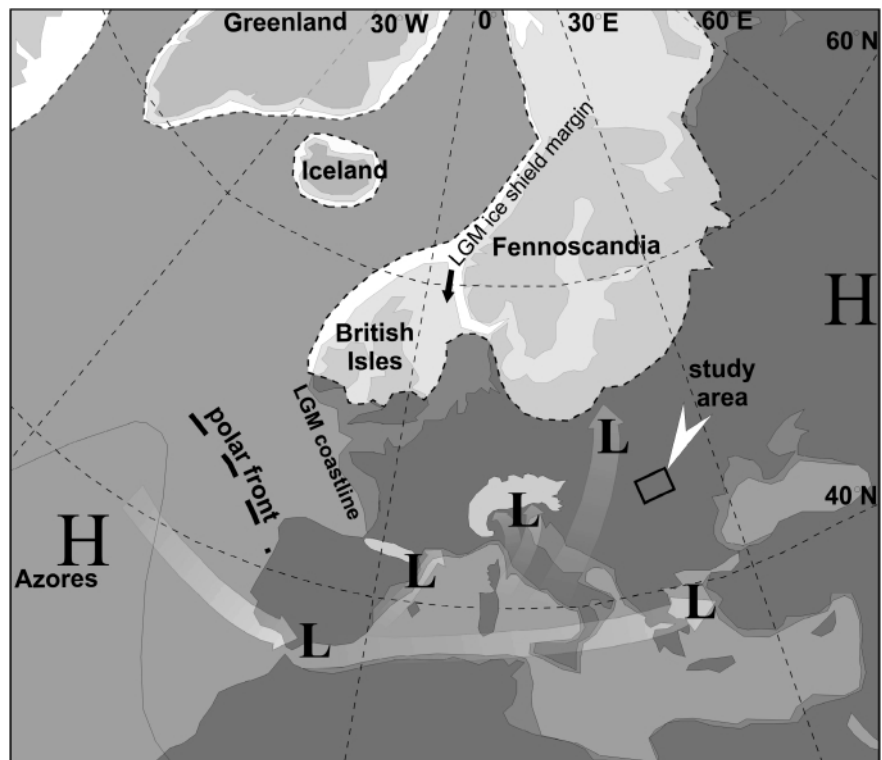 Greenland
30°W
0°
30°E
60°E
60°N
Iceland
LGM ice shield margin
Fennoscandia
H
British
Isles
study
area
LGM coastline
polar front
L
40°N
L
H
Azores
L
L
L